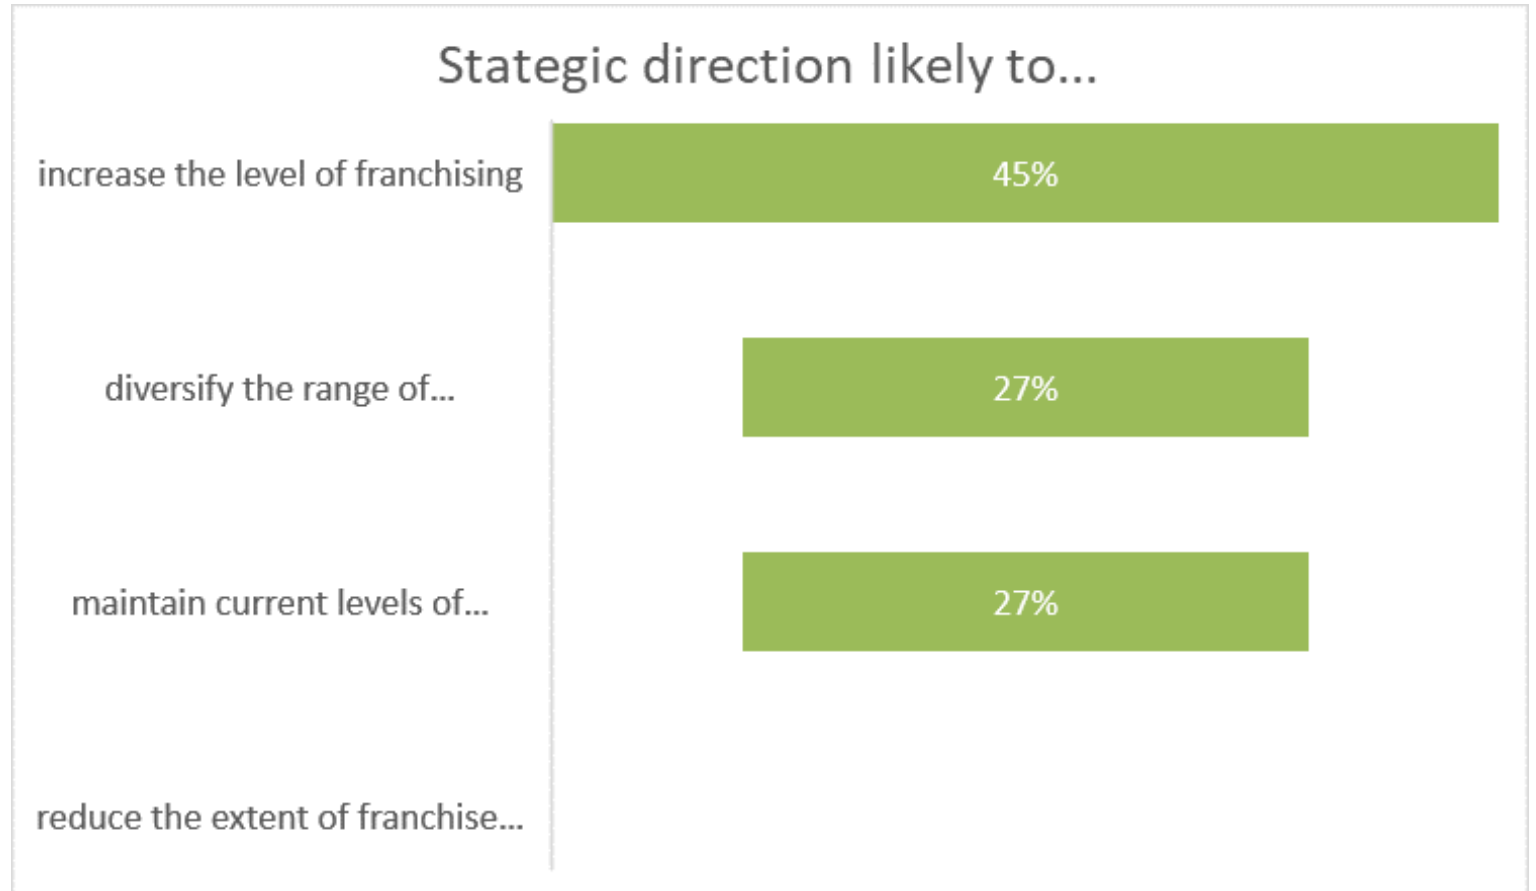 Stategic direction likely to...
increase the level of franchising
45%
diversify the range of...
27%
maintain current levels of...
27%
reduce the extent of franchise...